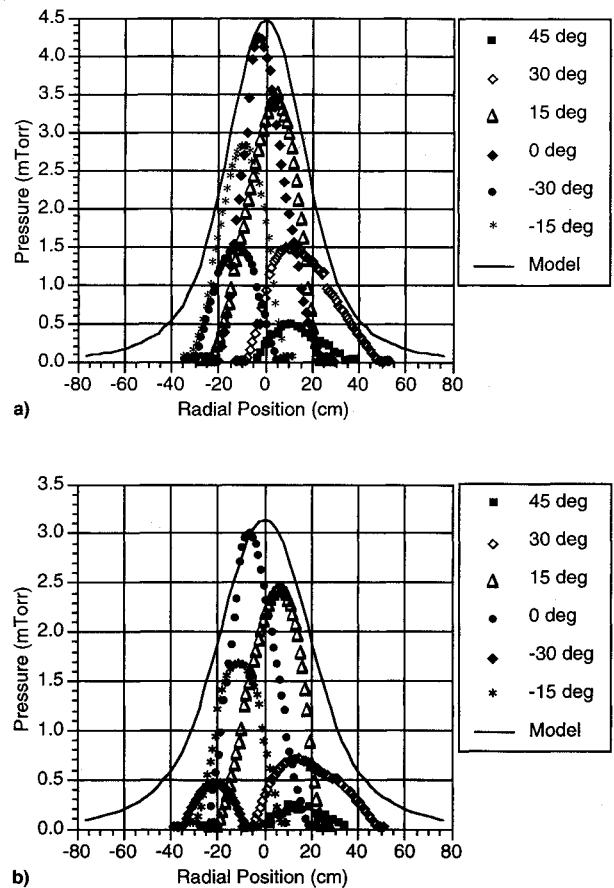 4.5
4.0
3.5
3.0
2.5
2.0
1.5
1.0
0.5
0.0
Pressure (mTorr)
-80 -60 -40 -20 0 20 40 60 80
Radial Position (cm)
a)
45 deg
30 deg
15 deg
0 deg
-30 deg
-15 deg
Model
3.5
3.0
2.5
2.0
1.5
1.0
0.5
0.0
Pressure (mTorr)
-80 -60 -40 -20 0 20 40 60 80
Radial Position (cm)
b)
45 deg
30 deg
15 deg
0 deg
-30 deg
-15 deg
Model